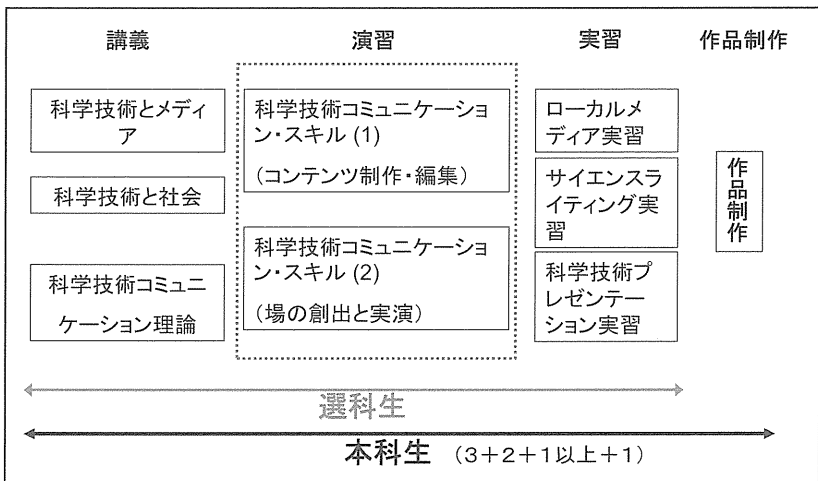 講義
演習
実習
作品制作
科学技術とメディ
ア
科学技術と社会
科学技術コミュニ
ケーション理論
科学技術コミュニケーショ
ン・スキル (1)
(コンテンツ制作・編集)
科学技術コミュニケーショ
ン・スキル (2)
(場の創出と実演)
ローカルメ
ディア実習
サイエンスラ
イティング実
習
科学技術プ
レゼンテー
ション実習
作品制作
選科生
本科生 (3+2+1以上+1)